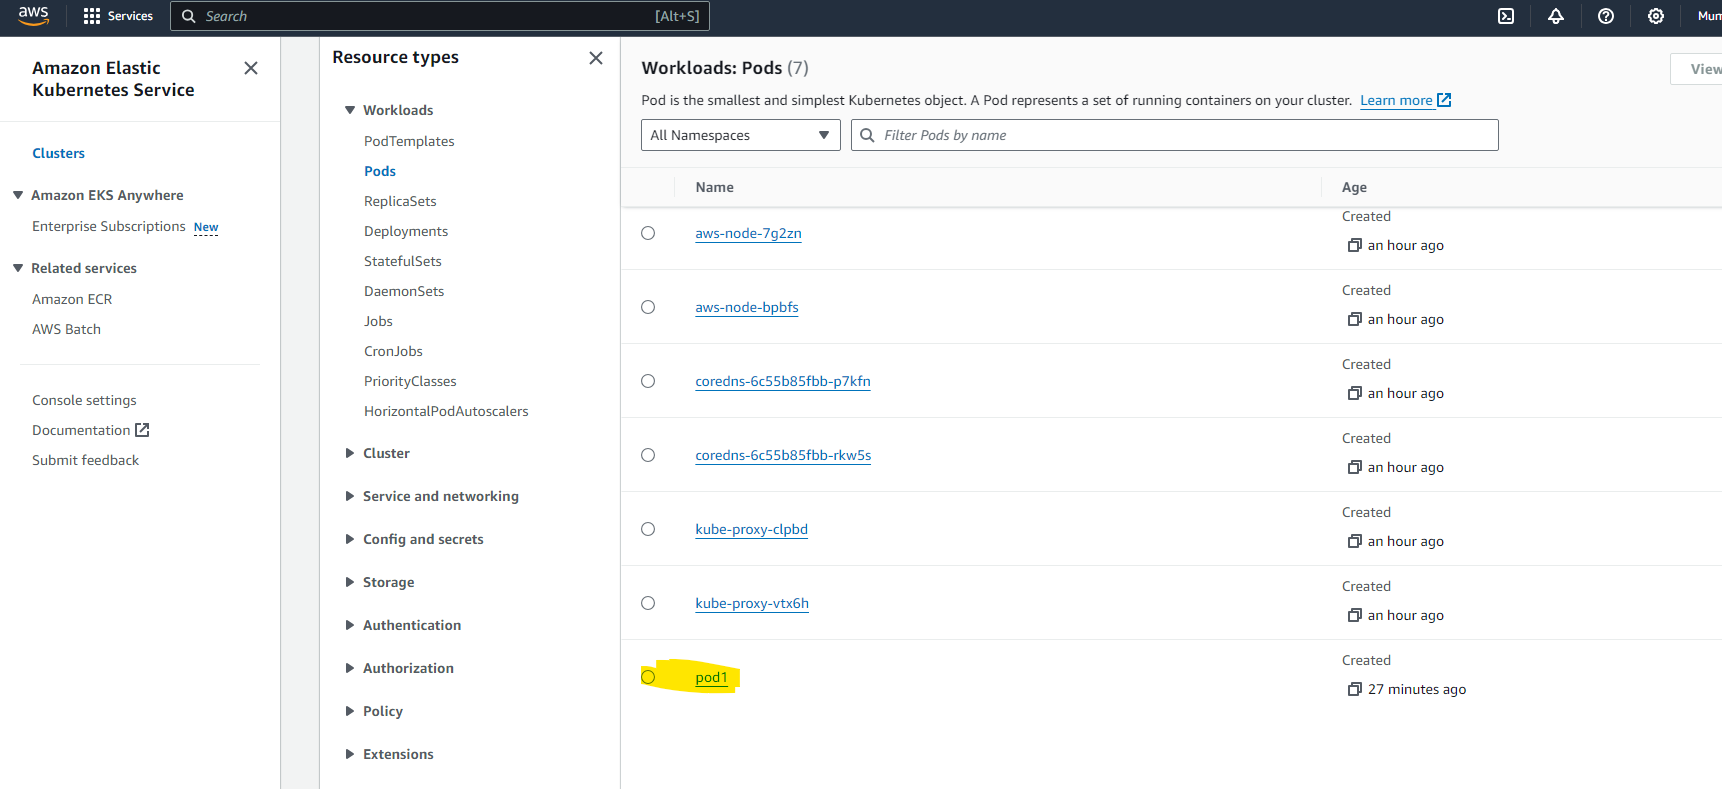 aws
Services
Search
[Alt+S]
Mum
Amazon Elastic
Kubernetes Service
Clusters
Amazon EKS Anywhere
Enterprise Subscriptions New
Related services
Amazon ECR
AWS Batch
Console settings
Documentation
Submit feedback
Resource types
Workloads
PodTemplates
Pods
ReplicaSets
Deployments
StatefulSets
DaemonSets
Jobs
CronJobs
PriorityClasses
HorizontalPodAutoscalers
Cluster
Service and networking
Config and secrets
Storage
Authentication
Authorization
Policy
Extensions
Workloads: Pods (7)
View
Pod is the smallest and simplest Kubernetes object. A Pod represents a set of running containers on your cluster. Learn more
All Namespaces
Filter Pods by name
Name
Age
aws-node-7g2zn
Created
an hour ago
aws-node-bpbfs
Created
an hour ago
coredns-6c55b85fbb-p7kfn
Created
an hour ago
coredns-6c55b85fbb-rkw5s
Created
an hour ago
kube-proxy-clpbd
Created
an hour ago
kube-proxy-vtx6h
Created
an hour ago
pod1
Created
27 minutes ago